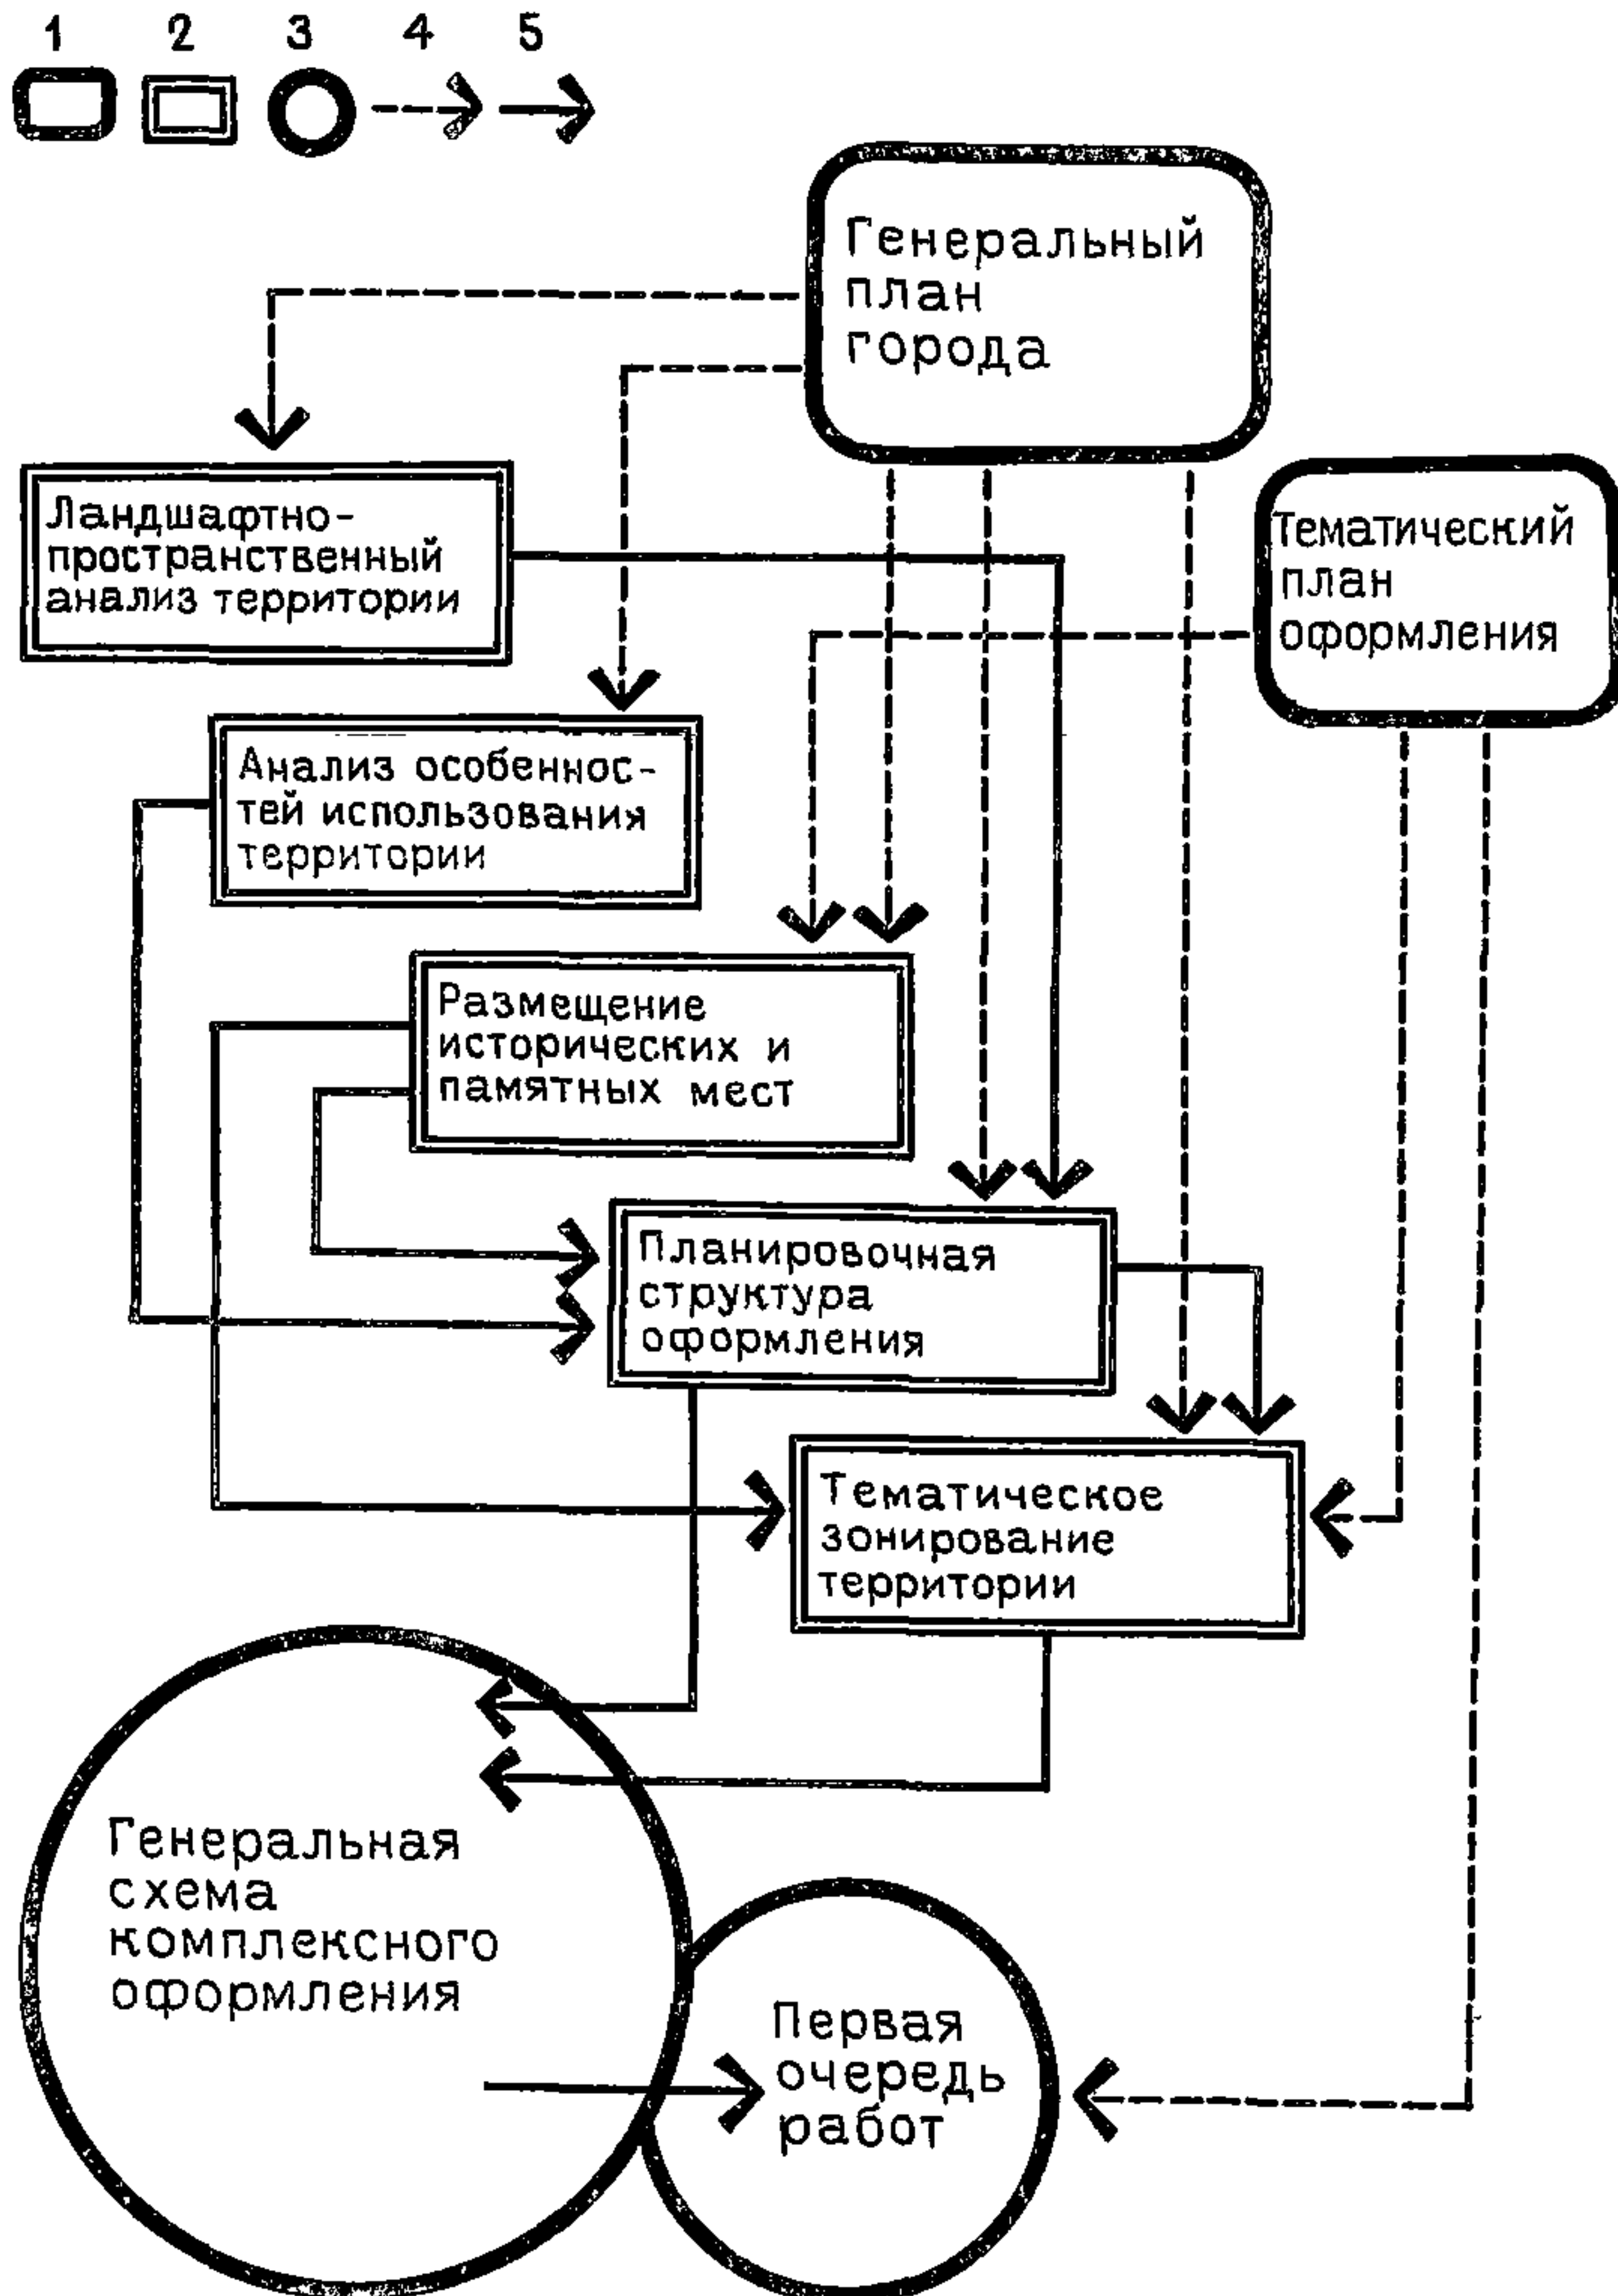 1 2 3 4 5
Генеральный
план
города
Ландшафтно-
пространственный
анализ территории
Тематический
план
оформления
Анализ особеннос-
тей использования
территории
Размещение
исторических и
памятных мест
Планировочная
структура
оформления
Тематическое
зонирование
территории
Генеральная
схема
комплексного
оформления
Первая
очередь
работ